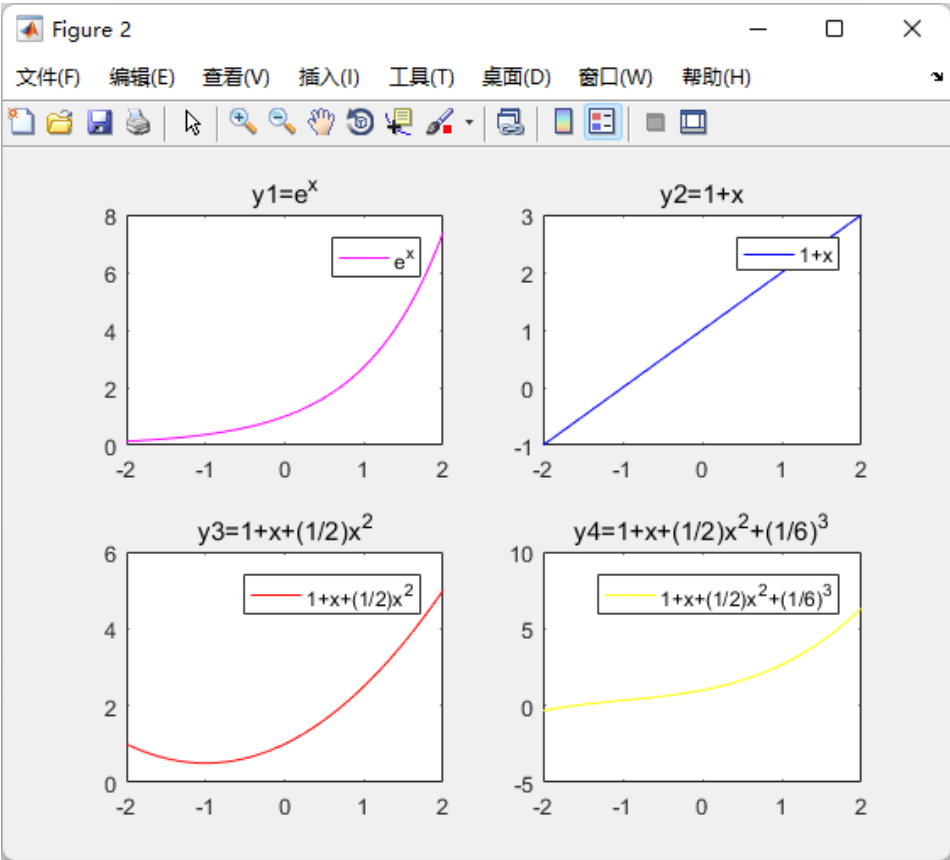 Figure 2
文件(F) 编辑(E) 查看(V) 插入(I) 工具(T) 桌面(D) 窗口(W) 帮助(H)
y1=e^x
8
6
4
2
0
-2 -1 0 1 2
e^x
y2=1+x
3
2
1
0
-1
-2 -1 0 1 2
1+x
y3=1+x+(1/2)x^2
6
4
2
0
-2 -1 0 1 2
1+x+(1/2)x^2
y4=1+x+(1/2)x^2+(1/6)^3
10
5
0
-5
-2 -1 0 1 2
1+x+(1/2)x^2+(1/6)^3